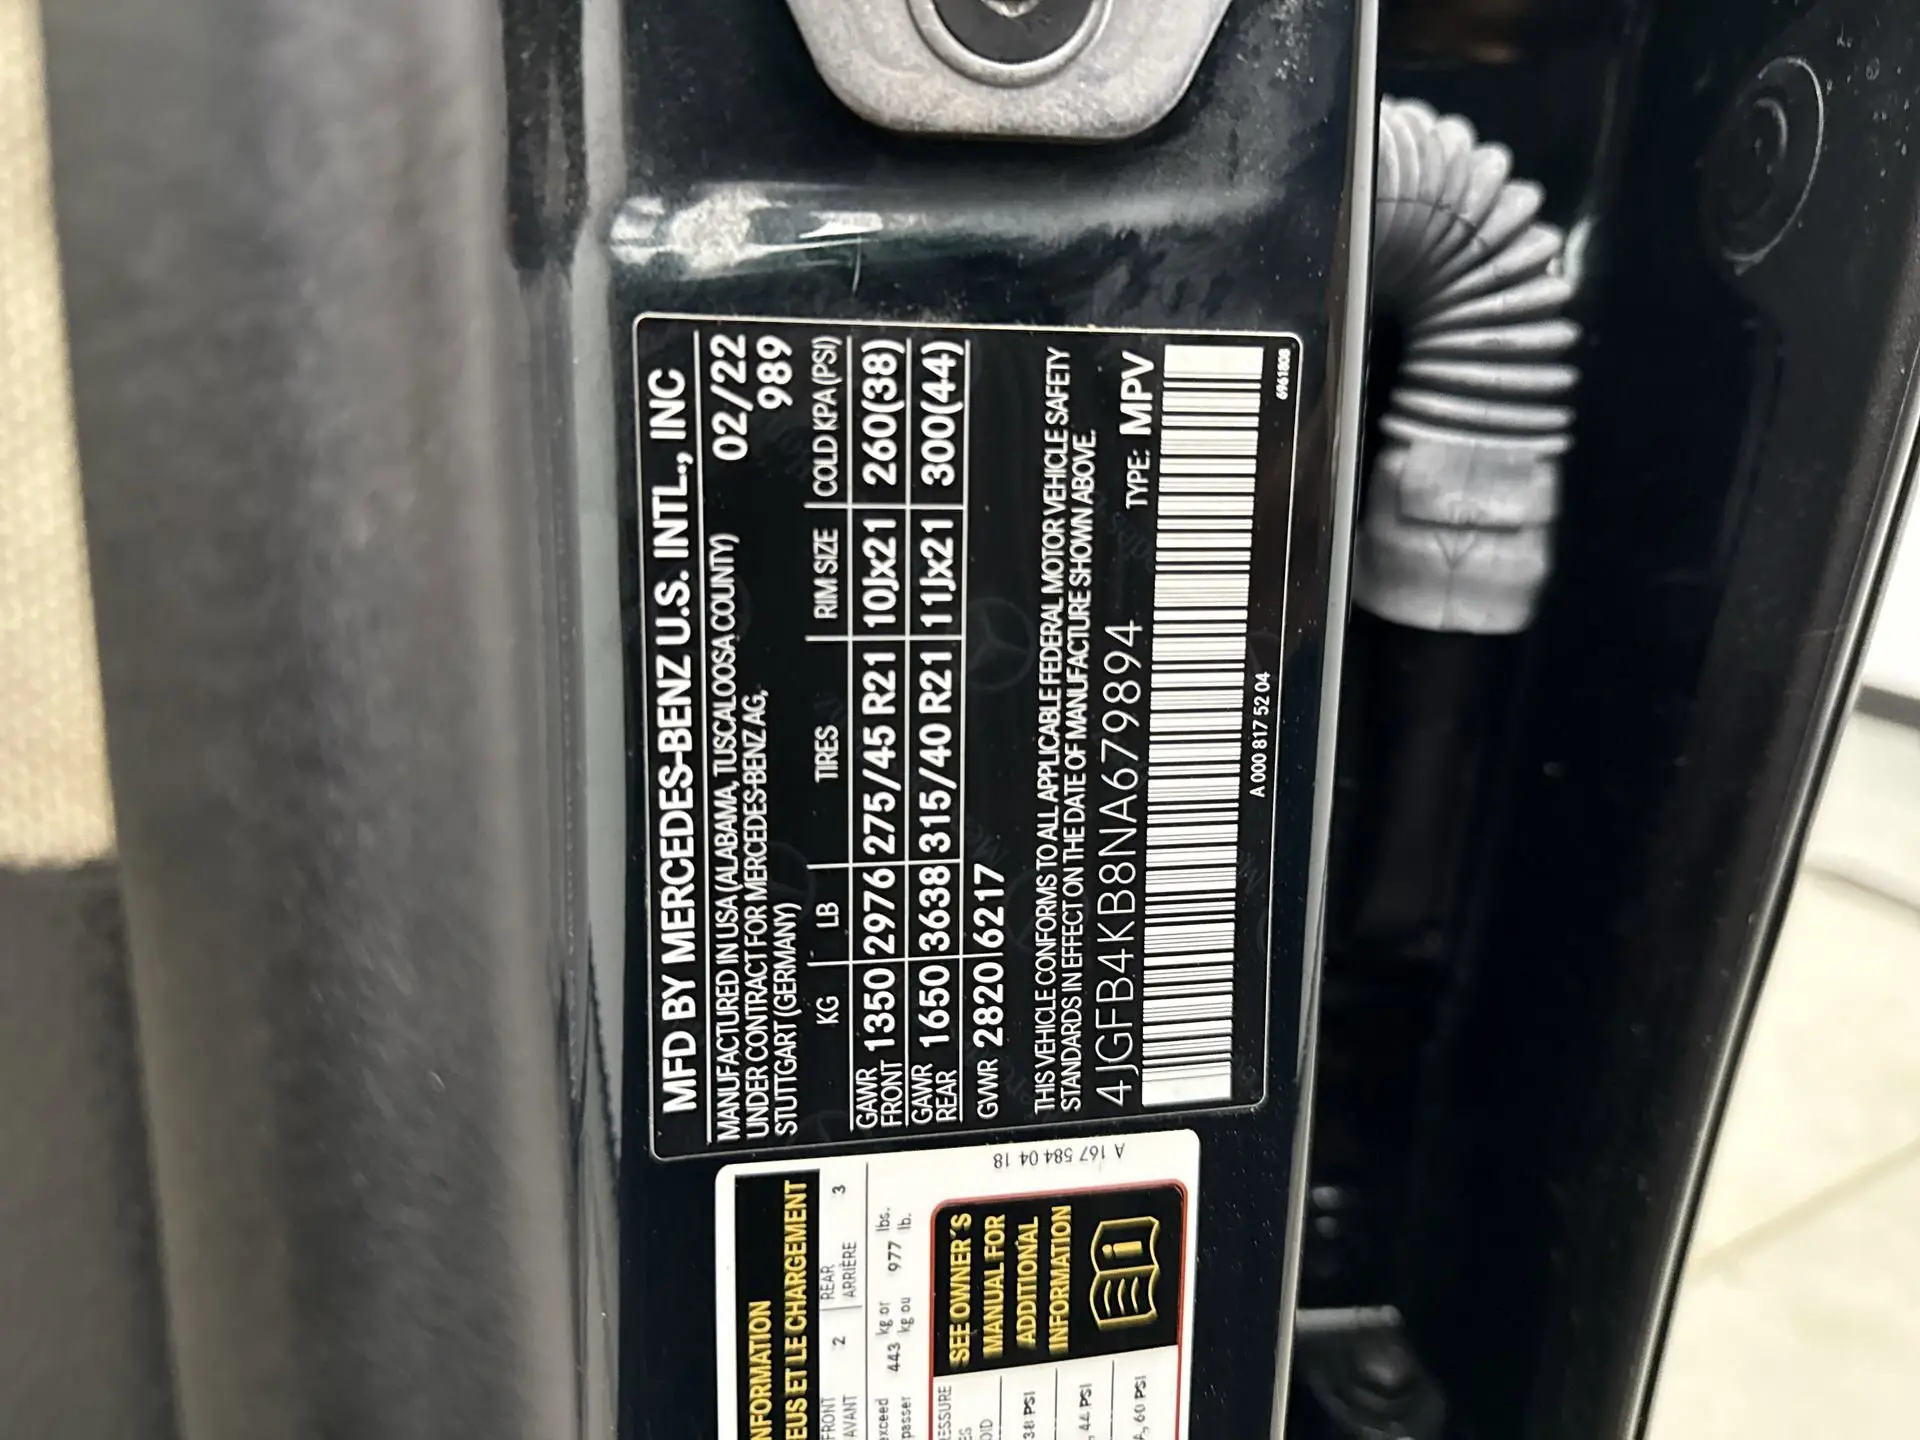 MFD BY MERCEDES-BENZ U.S. INTL., INC
MANUFACTURED IN USA (ALABAMA, TUSCALOOSA COUNTY) 02/22
UNDER CONTRACT FOR MERCEDES-BENZ AG, 989
STUTTGART (GERMANY)
KG LB TIRES RIM SIZE COLD KPA (PSI)
GAWR FRONT 1350 2976 275/45 R21 10Jx21 260(38)
GAWR REAR 1650 3638 315/40 R21 11Jx21 300(44)
GVWR 2820 6217
THIS VEHICLE CONFORMS TO ALL APPLICABLE FEDERAL MOTOR VEHICLE SAFETY
STANDARDS IN EFFECT ON THE DATE OF MANUFACTURE SHOWN ABOVE.
4JGFB4KB8NA679894 TYPE: MPV
A 000 817 52 04
6961808
NFORMATION
EUS ET LE CHARGEMENT
FRONT 2 REAR 3
AVANT ARRIÈRE
exceed 443 kg or 977 lbs.
passer kg ou lb.
SEE OWNER'S
MANUAL FOR
ADDITIONAL
INFORMATION
38 PSI
44 PSI
60 PSI
A 167 584 04 18